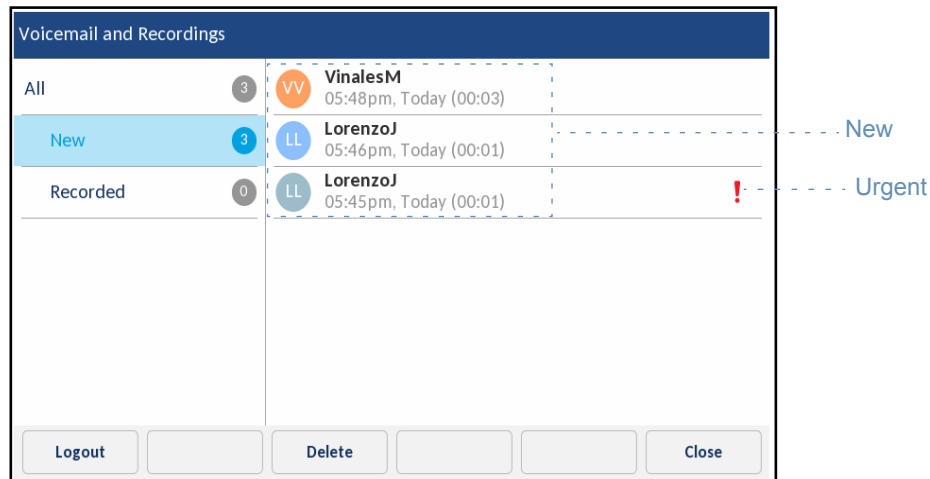 Voicemail and Recordings
All 3
New 3
Recorded 0
VV VinalesM
05:48pm, Today (00:03)
LL LorenzoJ
05:46pm, Today (00:01)
LL LorenzoJ
05:45pm, Today (00:01) !
New
Urgent
Logout Delete Close